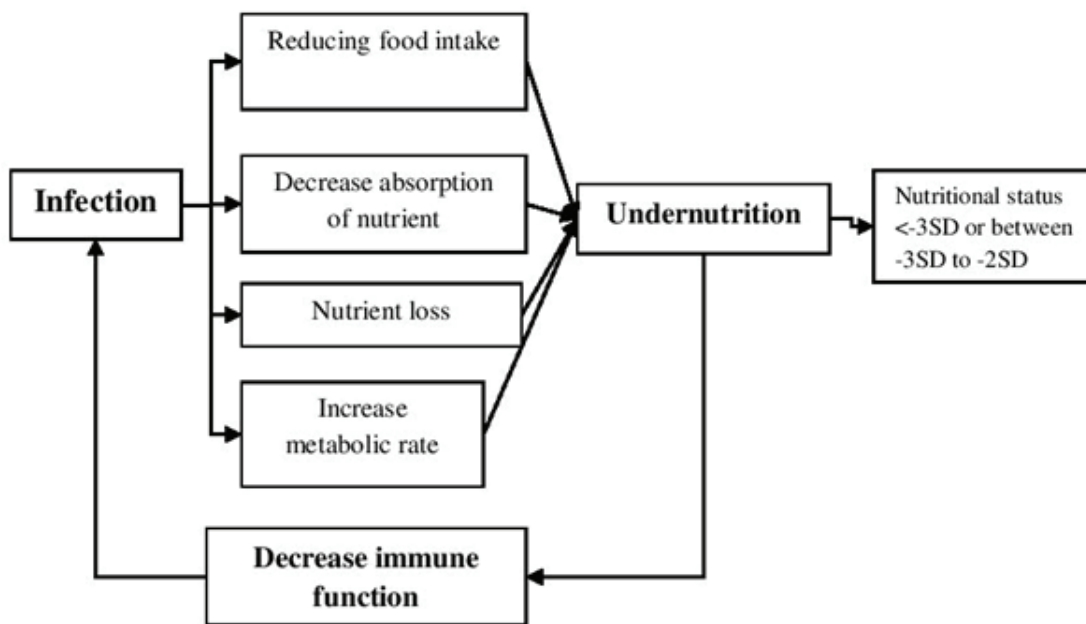 Reducing food intake
Infection
Decrease absorption
of nutrient
Undernutrition
Nutritional status
<-3SD or between
-3SD to -2SD
Nutrient loss
Increase
metabolic rate
Decrease immune
function